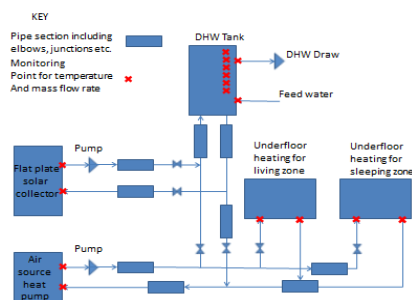 KEY
Pipe section including
elbows, junctions etc.
Monitoring
Point for temperature
And mass flow rate
DHW Tank
DHW Draw
Feed water
Pump
Flat plate
solar
collector
Underfloor
heating for
living zone
Underfloor
heating for
sleeping zone
Pump
Air
source
heat
pump